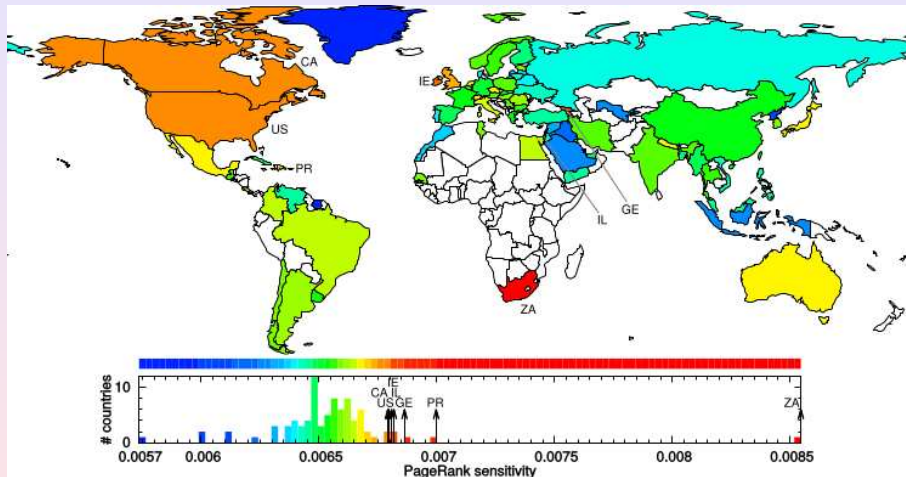 CA
IE
US
PR
GE
IL
ZA
10
0
# countries
IE
CA IL
US GE PR ZA
0.0057 0.006 0.0065 0.007 0.0075 0.008 0.0085
PageRank sensitivity